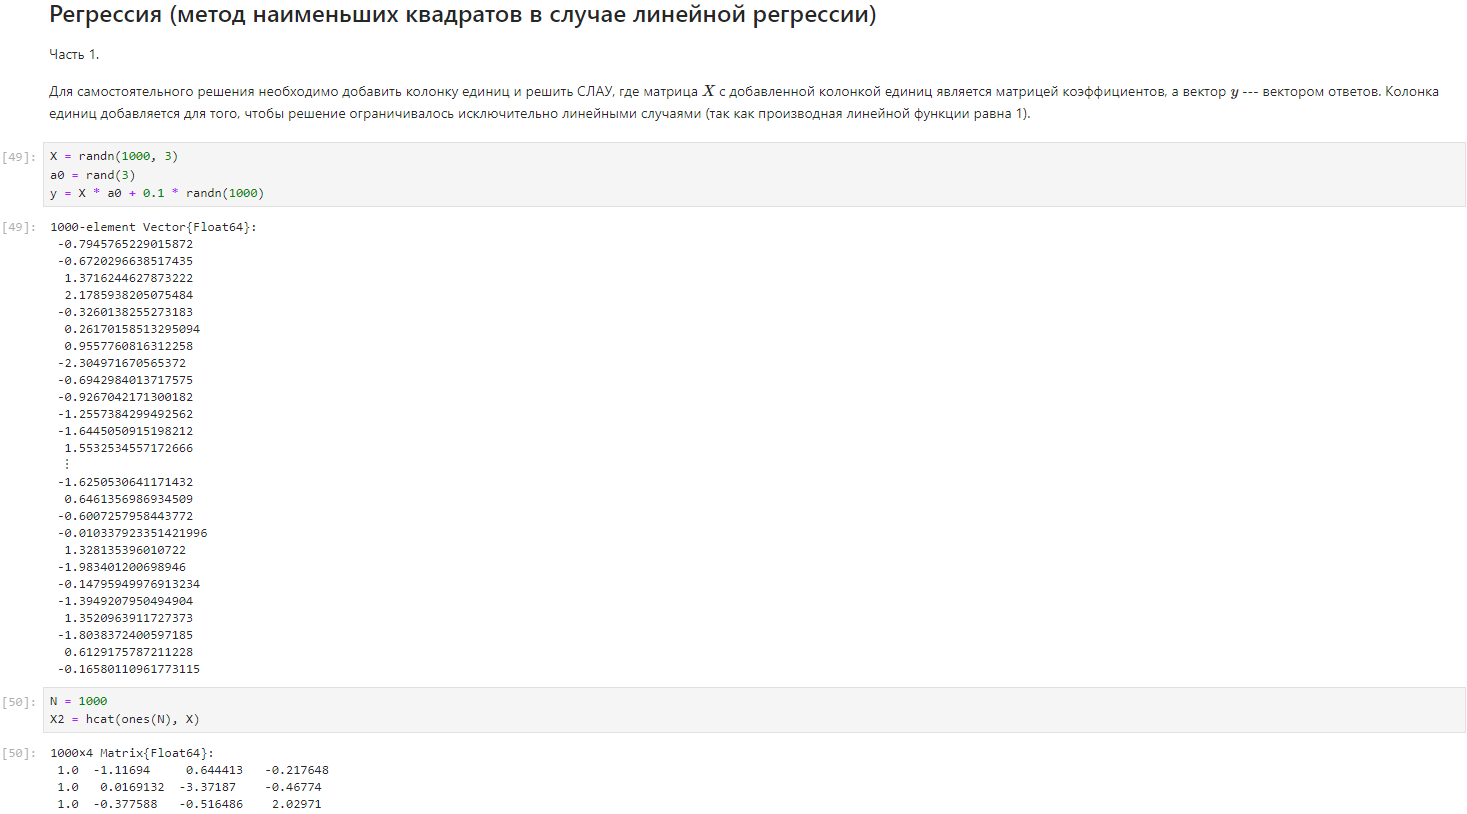 Регрессия (метод наименьших квадратов в случае линейной регрессии)
Часть 1.
Для самостоятельного решения необходимо добавить колонку единиц и решить СЛАУ, где матрица X с добавленной колонкой единиц является матрицей коэффициентов, а вектор y --- вектором ответов. Колонка
единиц добавляется для того, чтобы решение ограничивалось исключительно линейными случаями (так как производная линейной функции равна 1).
[49]: X = randn(1000, 3)
a0 = rand(3)
y = X * a0 + 0.1 * randn(1000)
[49]: 1000-element Vector{Float64}:
-0.7945765229015872
-0.6720296638517435
1.3716244627873222
2.1785938205075484
-0.3260138255273183
0.26170158513295094
0.9557760816312258
-2.304971670565372
-0.6942984013717575
-0.9267042171300182
-1.2557384299492562
-1.6445050915198212
1.5532534557172666
⋮
-1.6250530641171432
0.6461356986934509
-0.6007257958443772
-0.010337923351421996
1.328135396010722
-1.983401200698946
-0.14795949976913234
-1.3949207950494904
1.3520963911727373
-1.8038372400597185
0.6129175787211228
-0.16580110961773115
[50]: N = 1000
X2 = hcat(ones(N), X)
[50]: 1000×4 Matrix{Float64}:
1.0 -1.11694 0.644413 -0.217648
1.0 0.0169132 -3.37187 -0.46774
1.0 -0.377588 -0.516486 2.02971